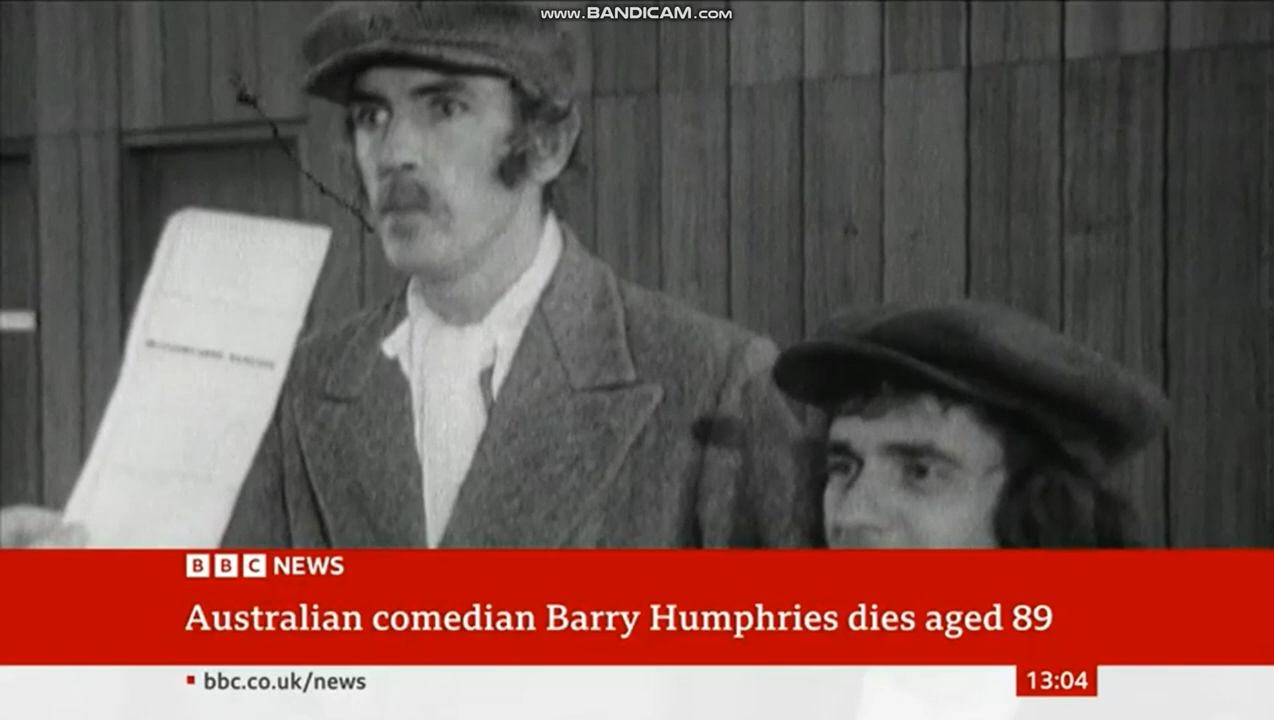 www.BANDICAM.com
BBC NEWS
Australian comedian Barry Humphries dies aged 89
bbc.co.uk/news
13:04